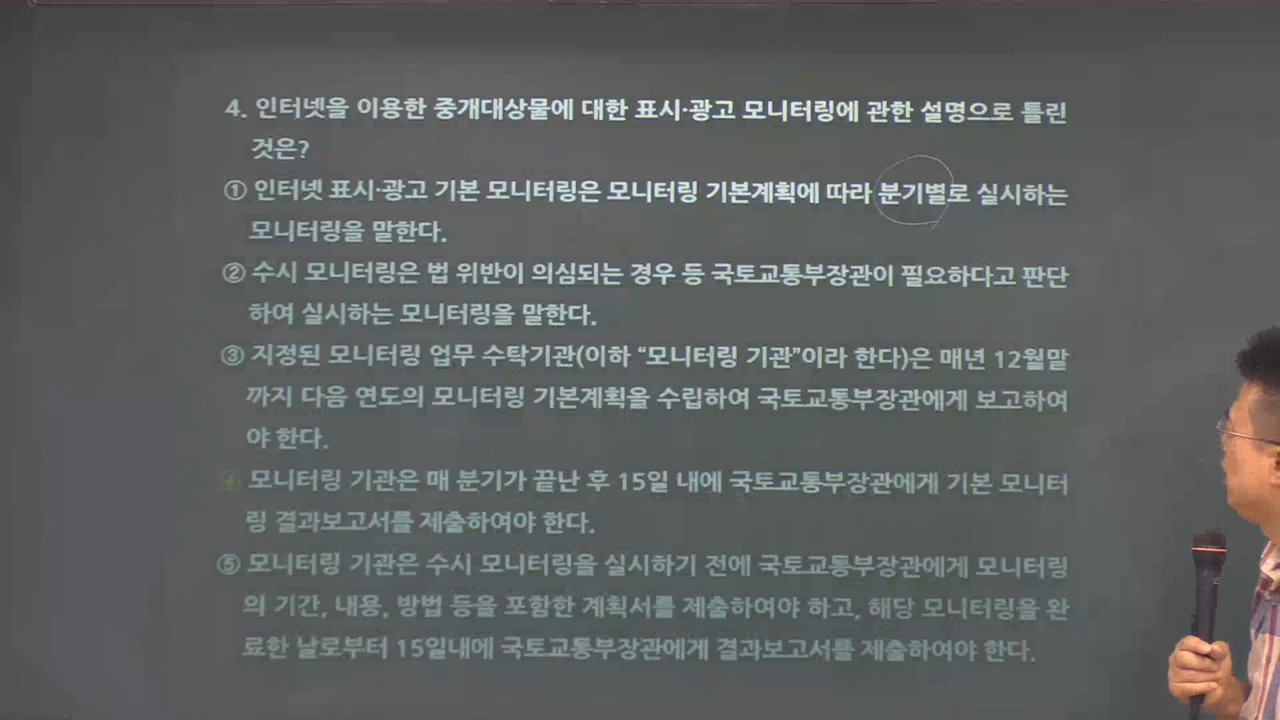 4. 인터넷을 이용한 중개대상물에 대한 표시·광고 모니터링에 관한 설명으로 틀린
것은?
① 인터넷 표시·광고 기본 모니터링은 모니터링 기본계획에 따라 분기별로 실시하는
모니터링을 말한다.
② 수시 모니터링은 법 위반이 의심되는 경우 등 국토교통부장관이 필요하다고 판단
하여 실시하는 모니터링을 말한다.
③ 지정된 모니터링 업무 수탁기관(이하 “모니터링 기관”이라 한다)은 매년 12월말
까지 다음 연도의 모니터링 기본계획을 수립하여 국토교통부장관에게 보고하여
야 한다.
④ 모니터링 기관은 매 분기가 끝난 후 15일 내에 국토교통부장관에게 기본 모니터
링 결과보고서를 제출하여야 한다.
⑤ 모니터링 기관은 수시 모니터링을 실시하기 전에 국토교통부장관에게 모니터링
의 기간, 내용, 방법 등을 포함한 계획서를 제출하여야 하고, 해당 모니터링을 완
료한 날로부터 15일내에 국토교통부장관에게 결과보고서를 제출하여야 한다.